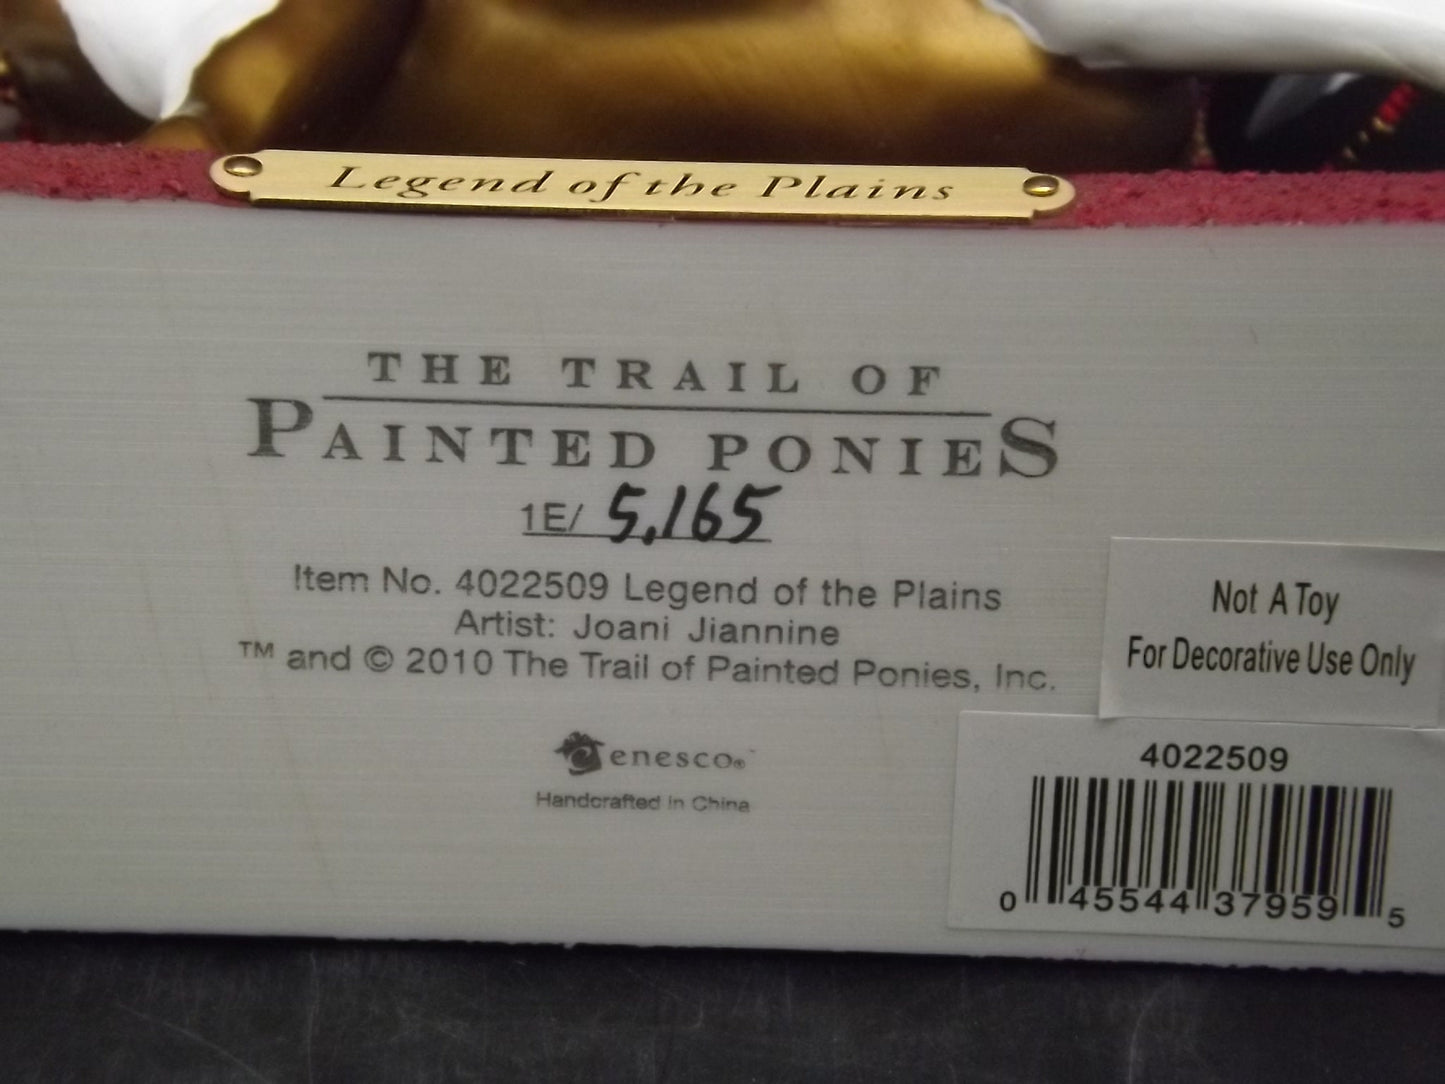 Legend of the Plains
THE TRAIL OF
PAINTED PONIES
1E/ 5,165
Item No. 4022509 Legend of the Plains
Artist: Joani Jiannine
™ and © 2010 The Trail of Painted Ponies, Inc.
enesco®
Handcrafted in China
Not A Toy
For Decorative Use Only
4022509
0 45544 37959 5